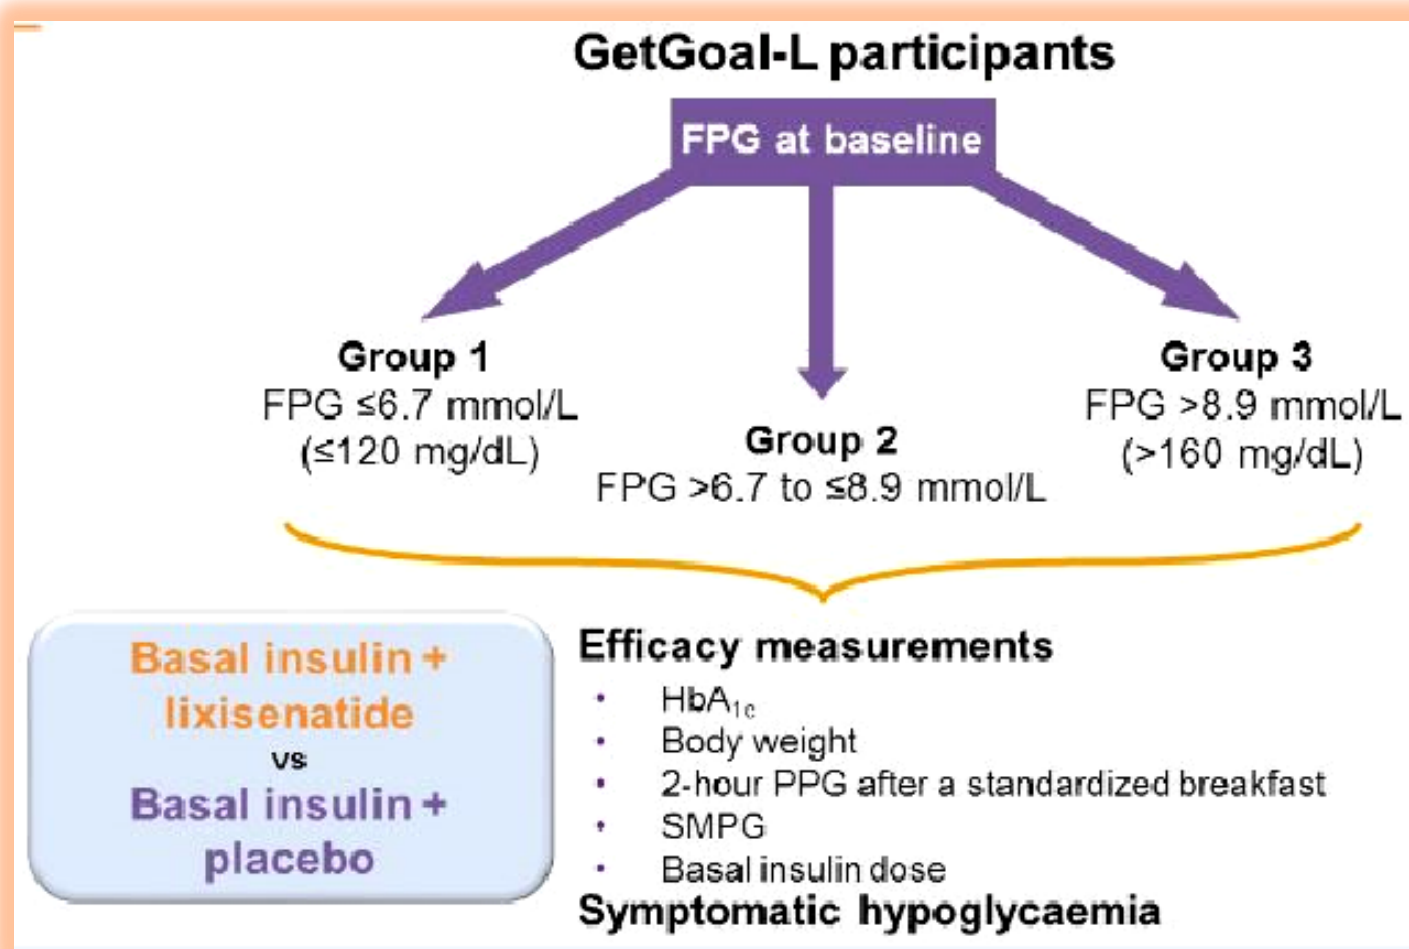 GetGoal-L participants
FPG at baseline
Group 1
FPG ≤6.7 mmol/L
(≤120 mg/dL)
Group 2
FPG >6.7 to ≤8.9 mmol/L
Group 3
FPG >8.9 mmol/L
(>160 mg/dL)
Basal insulin +
lixisenatide
vs
Basal insulin +
placebo
Efficacy measurements
• HbA1c
• Body weight
• 2-hour PPG after a standardized breakfast
• SMPG
• Basal insulin dose
Symptomatic hypoglycaemia